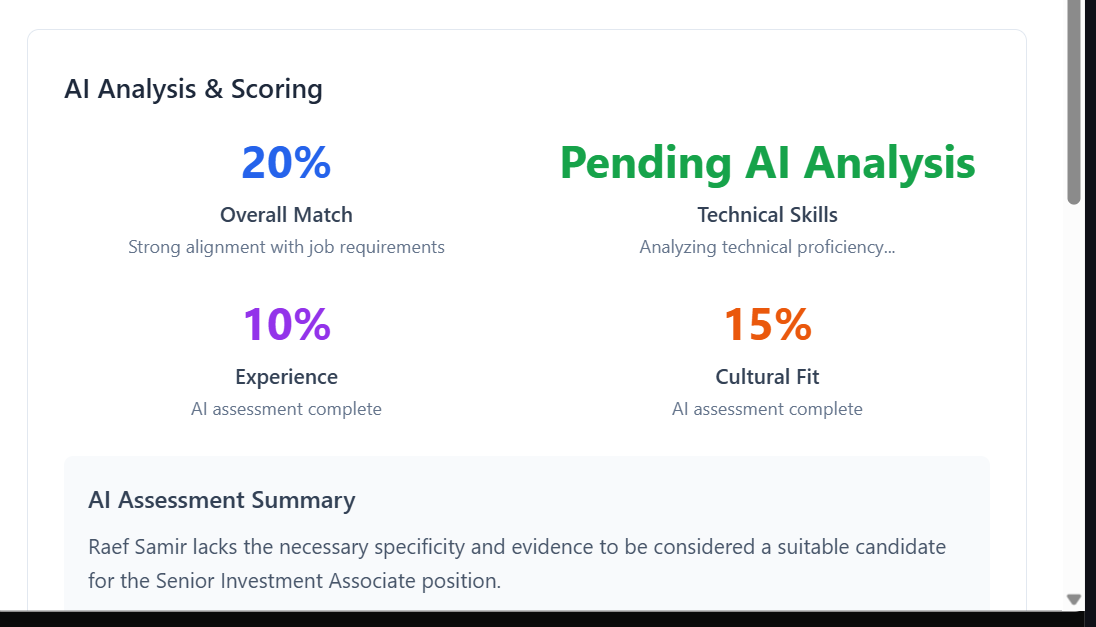 AI Analysis & Scoring
20%
Overall Match
Strong alignment with job requirements
Pending AI Analysis
Technical Skills
Analyzing technical proficiency...
10%
Experience
AI assessment complete
15%
Cultural Fit
AI assessment complete
AI Assessment Summary
Raef Samir lacks the necessary specificity and evidence to be considered a suitable candidate
for the Senior Investment Associate position.